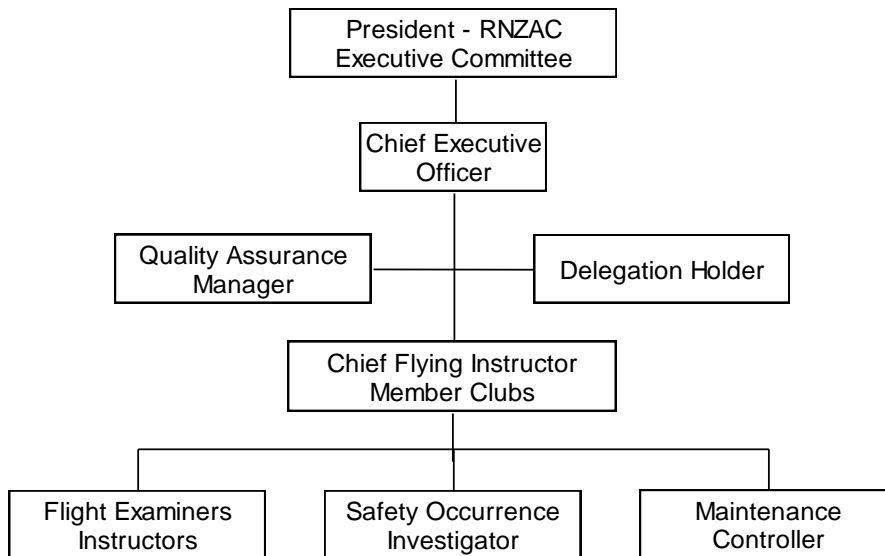 President - RNZAC
Executive Committee
Chief Executive
Officer
Quality Assurance
Manager
Delegation Holder
Chief Flying Instructor
Member Clubs
Flight Examiners
Instructors
Safety Occurrence
Investigator
Maintenance
Controller